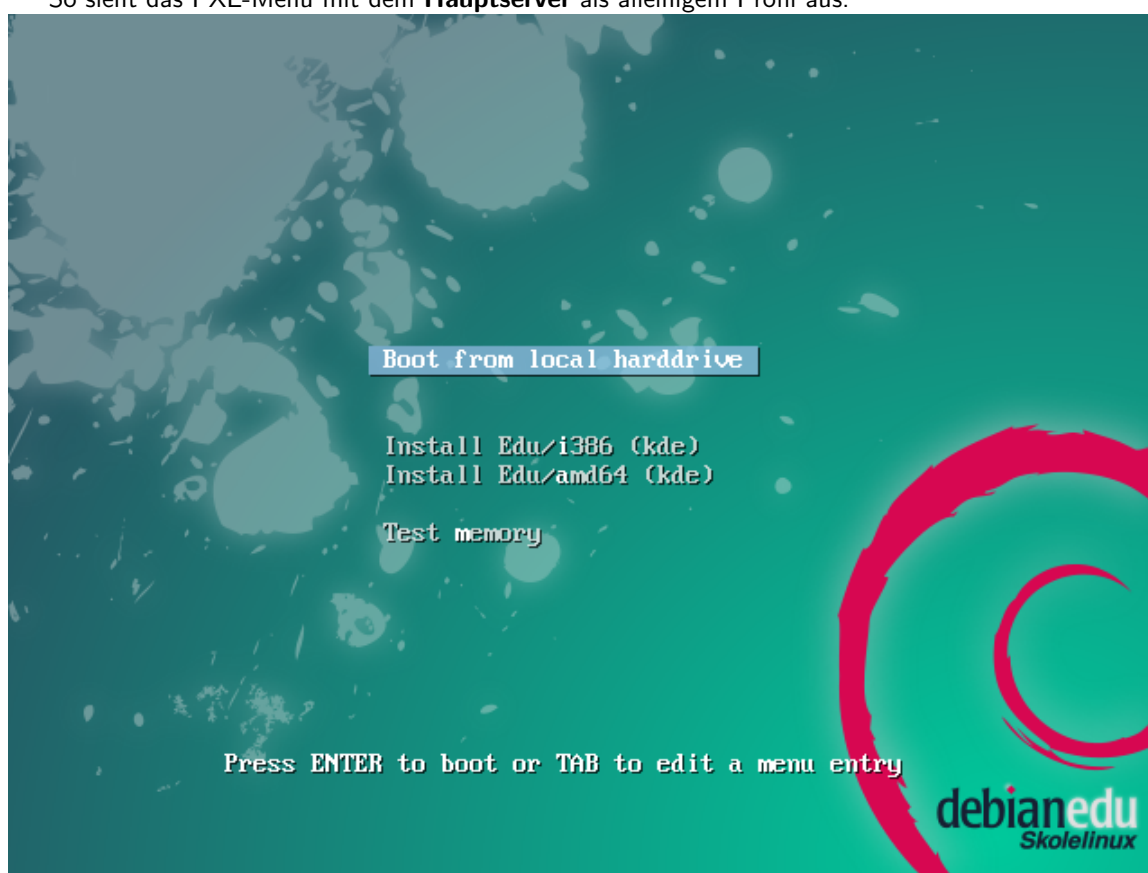 So sieht das PXE-Menü mit dem Hauptserver als alleinigem Profil aus:
Boot from local harddrive
Install Edu/i386 (kde)
Install Edu/amd64 (kde)
Test memory
Press ENTER to boot or TAB to edit a menu entry
debianedu
Skolelinux